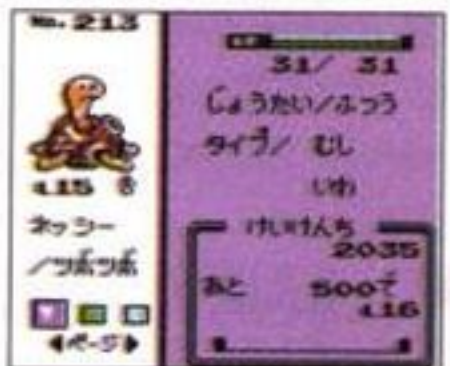 No.213
31/ 31
じょうたい/ふつう
タイプ/ むし
いわ
:L15 ♂
ネッシー
/ツボツボ
けいけんち
2035
あと 500で
:L16
◀ページ▶